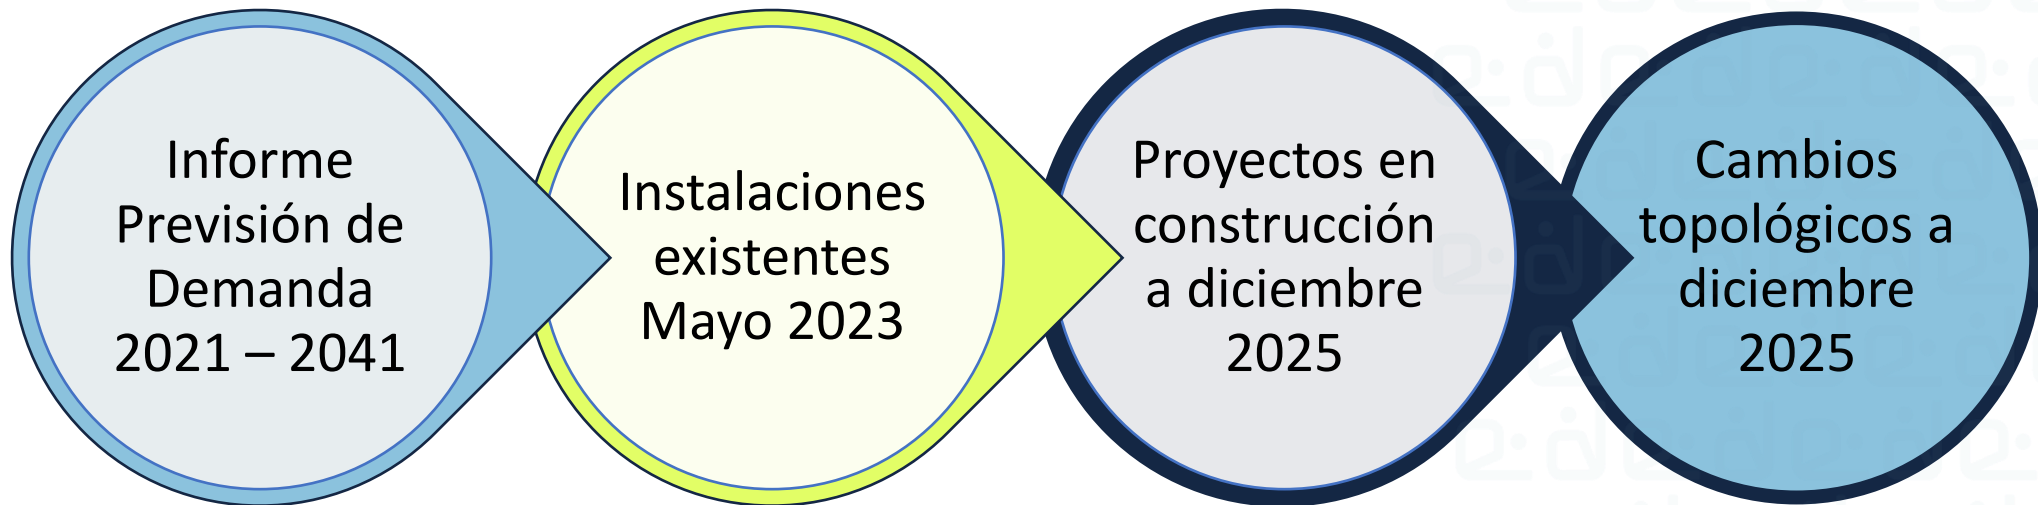 Informe
Previsión de
Demanda
2021 – 2041
Instalaciones
existentes
Mayo 2023
Proyectos en
construcción
a diciembre
2025
Cambios
topológicos a
diciembre
2025